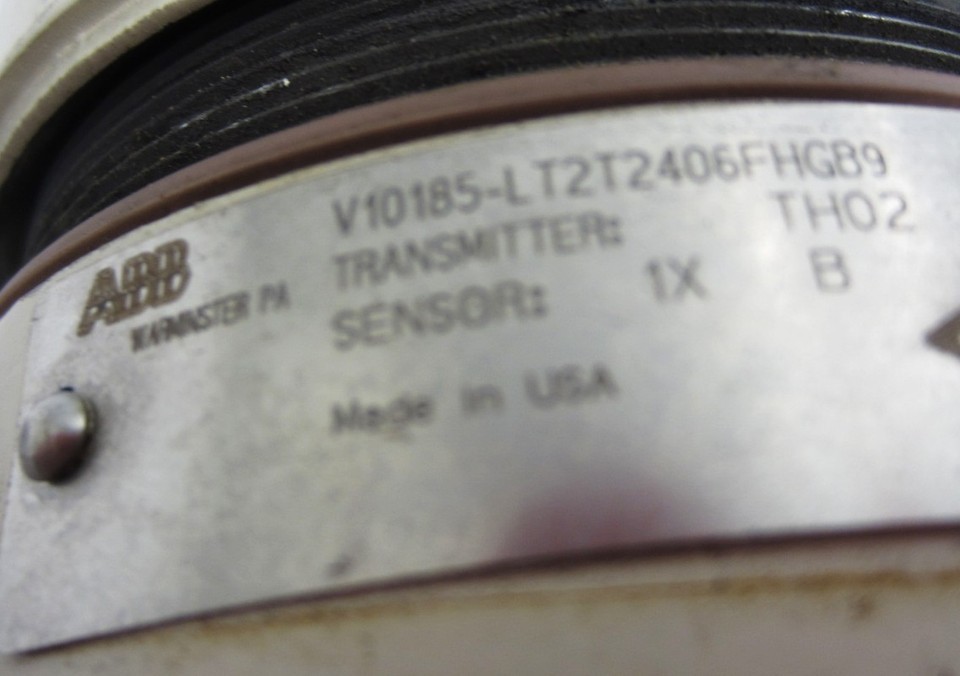 V10185-LT2T2406FHGB9
TRANSMITTER: TH02
SENSOR: 1X B
ABB
WARMINSTER PA
Made in USA